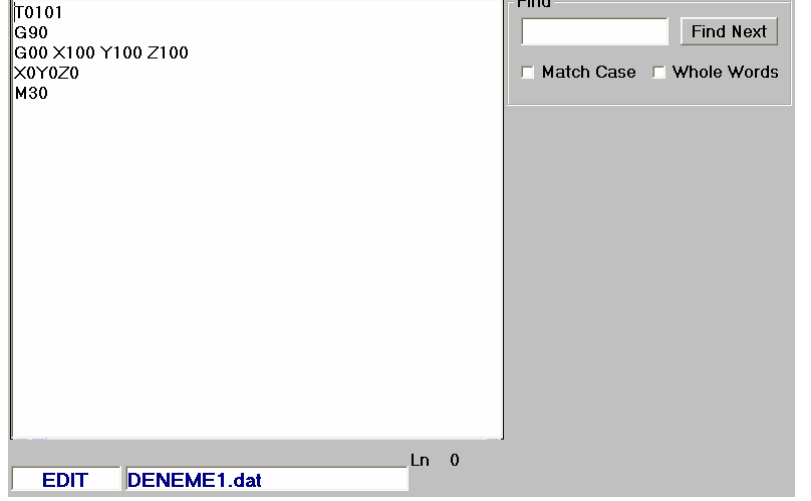 T0101
G90
G00 X100 Y100 Z100
X0Y0Z0
M30
Find
Find Next
Match Case
Whole Words
Ln 0
EDIT
DENEME1.dat